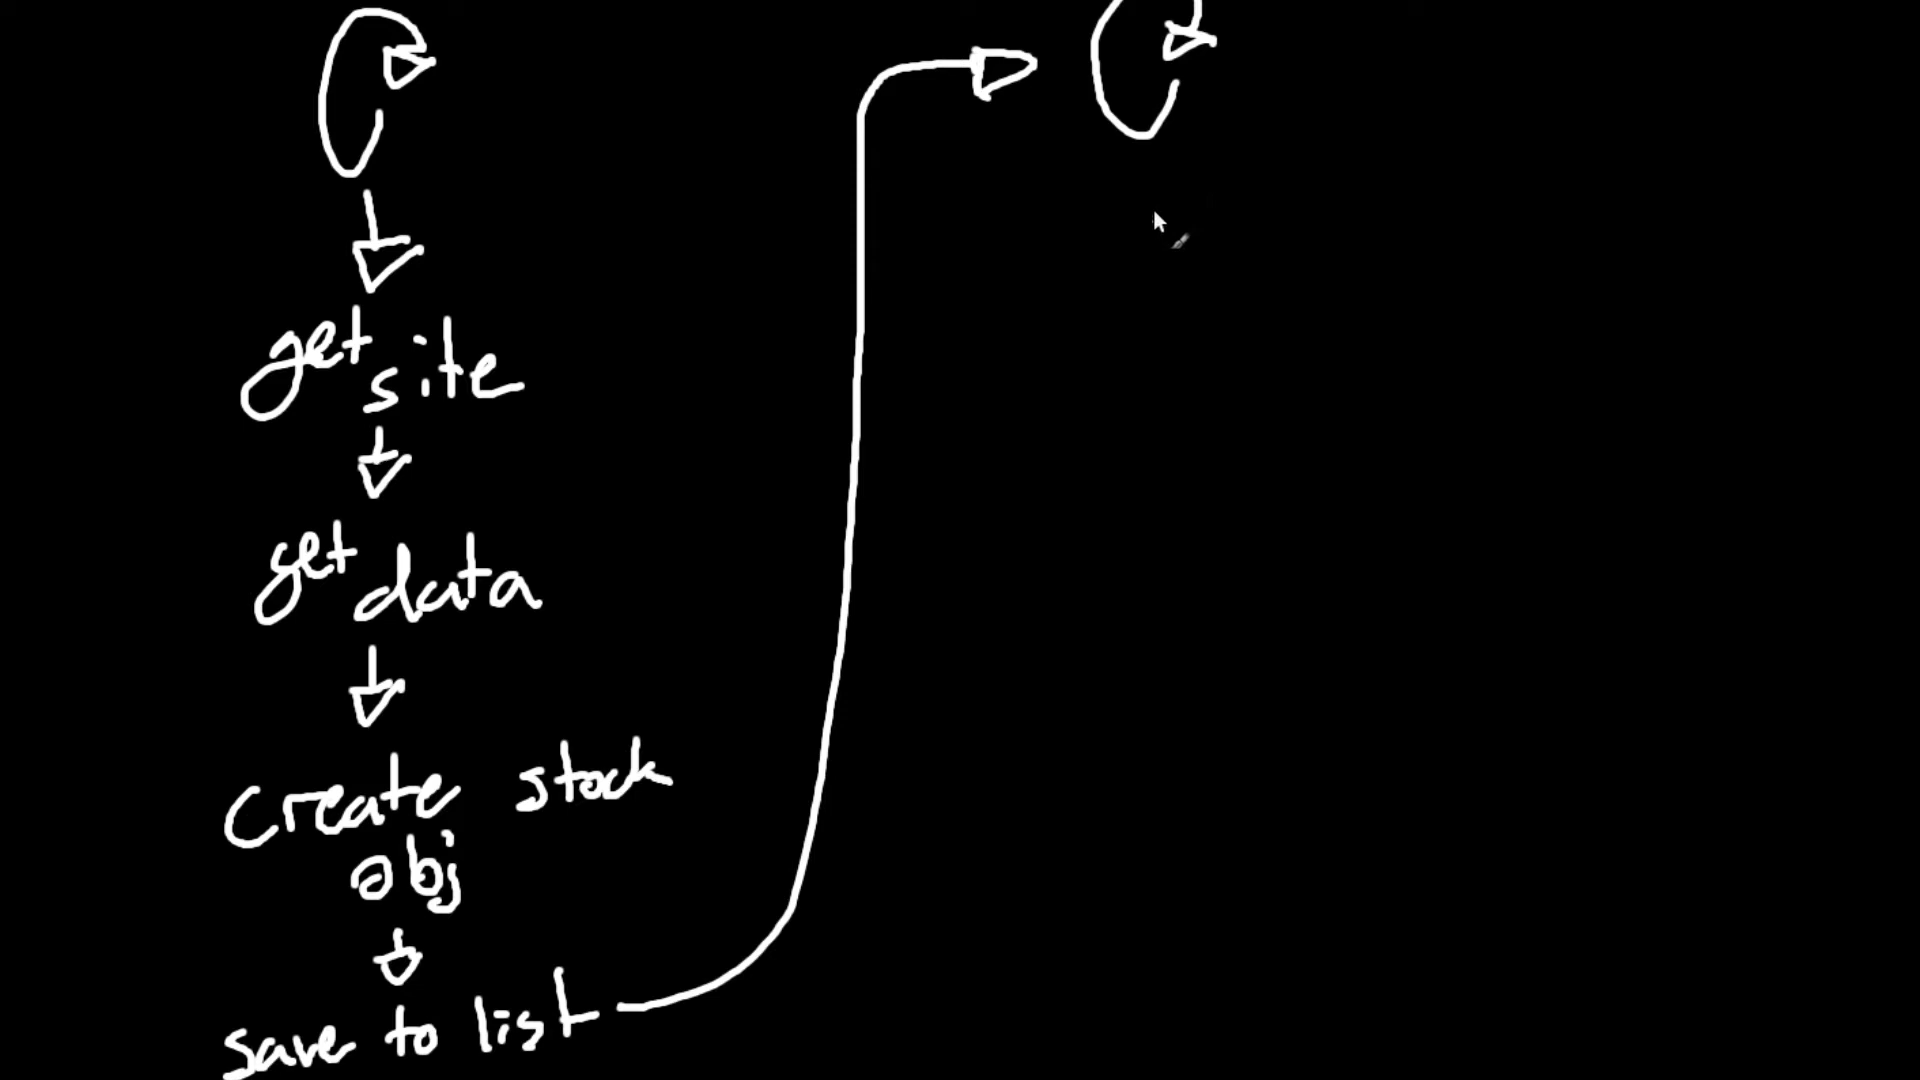 get site
get data
create stock
obj
save to list